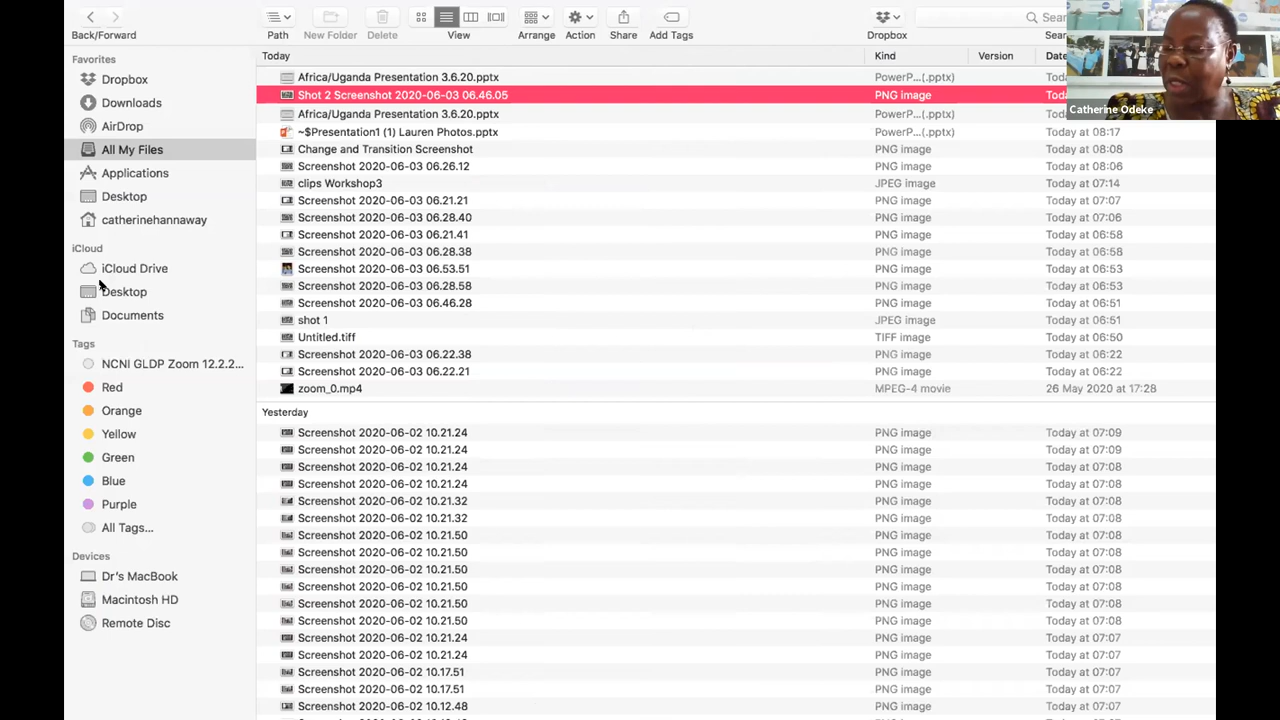 Back/Forward
Path
New Folder
Delete
View
Arrange
Action
Share
Add Tags
Dropbox
Favorites
Dropbox
Downloads
AirDrop
All My Files
Applications
Desktop
catherinehannaway
iCloud
iCloud Drive
Desktop
Documents
Tags
NCNI GLDP Zoom 12.2.2...
Red
Orange
Yellow
Green
Blue
Purple
All Tags...
Devices
Dr's MacBook
Macintosh HD
Remote Disc
Today Kind Version
Africa/Uganda Presentation 3.6.20.pptx PowerP...(.pptx)
Shot 2 Screenshot 2020-06-03 06.46.05 PNG image
Africa/Uganda Presentation 3.6.20.pptx PowerP...(.pptx)
~$Presentation1 (1) Lauren Photos.pptx PowerP...(.pptx) Today at 08:17
Change and Transition Screenshot PNG image Today at 08:08
Screenshot 2020-06-03 06.26.12 PNG image Today at 08:06
clips Workshop3 JPEG image Today at 07:14
Screenshot 2020-06-03 06.21.21 PNG image Today at 07:07
Screenshot 2020-06-03 06.28.40 PNG image Today at 07:06
Screenshot 2020-06-03 06.21.41 PNG image Today at 06:58
Screenshot 2020-06-03 06.28.38 PNG image Today at 06:58
Screenshot 2020-06-03 06.53.51 PNG image Today at 06:53
Screenshot 2020-06-03 06.28.58 PNG image Today at 06:53
Screenshot 2020-06-03 06.46.28 PNG image Today at 06:51
shot 1 JPEG image Today at 06:51
Untitled.tiff TIFF image Today at 06:50
Screenshot 2020-06-03 06.22.38 PNG image Today at 06:22
Screenshot 2020-06-03 06.22.21 PNG image Today at 06:22
zoom_0.mp4 MPEG-4 movie 26 May 2020 at 17:28
Yesterday
Screenshot 2020-06-02 10.21.24 PNG image Today at 07:09
Screenshot 2020-06-02 10.21.24 PNG image Today at 07:09
Screenshot 2020-06-02 10.21.24 PNG image Today at 07:08
Screenshot 2020-06-02 10.21.24 PNG image Today at 07:08
Screenshot 2020-06-02 10.21.32 PNG image Today at 07:08
Screenshot 2020-06-02 10.21.32 PNG image Today at 07:08
Screenshot 2020-06-02 10.21.50 PNG image Today at 07:08
Screenshot 2020-06-02 10.21.50 PNG image Today at 07:08
Screenshot 2020-06-02 10.21.50 PNG image Today at 07:08
Screenshot 2020-06-02 10.21.50 PNG image Today at 07:08
Screenshot 2020-06-02 10.21.50 PNG image Today at 07:08
Screenshot 2020-06-02 10.21.50 PNG image Today at 07:08
Screenshot 2020-06-02 10.21.24 PNG image Today at 07:07
Screenshot 2020-06-02 10.21.24 PNG image Today at 07:07
Screenshot 2020-06-02 10.17.51 PNG image Today at 07:07
Screenshot 2020-06-02 10.17.51 PNG image Today at 07:07
Screenshot 2020-06-02 10.12.48 PNG image Today at 07:07
Catherine Odeke